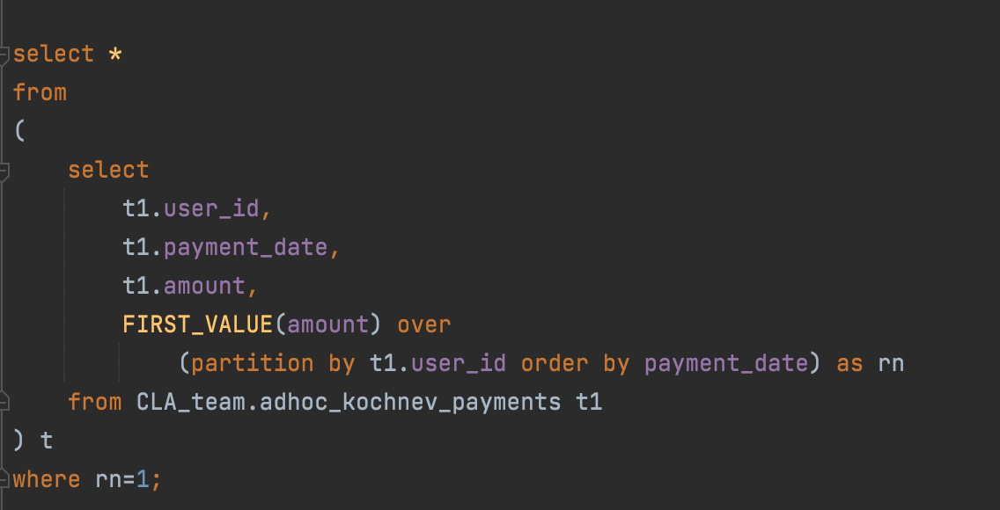 select *
from
(
    select
        t1.user_id,
        t1.payment_date,
        t1.amount,
        FIRST_VALUE(amount) over
            (partition by t1.user_id order by payment_date) as rn
    from CLA_team.adhoc_kochnev_payments t1
) t
where rn=1;